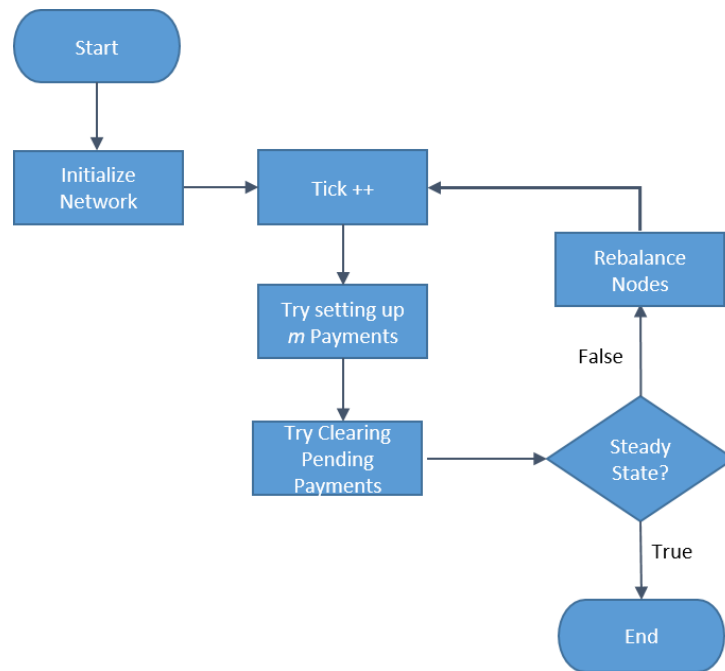 Start
Initialize
Network
Tick ++
Try setting up
m Payments
Try Clearing
Pending
Payments
Steady
State?
False
Rebalance
Nodes
True
End